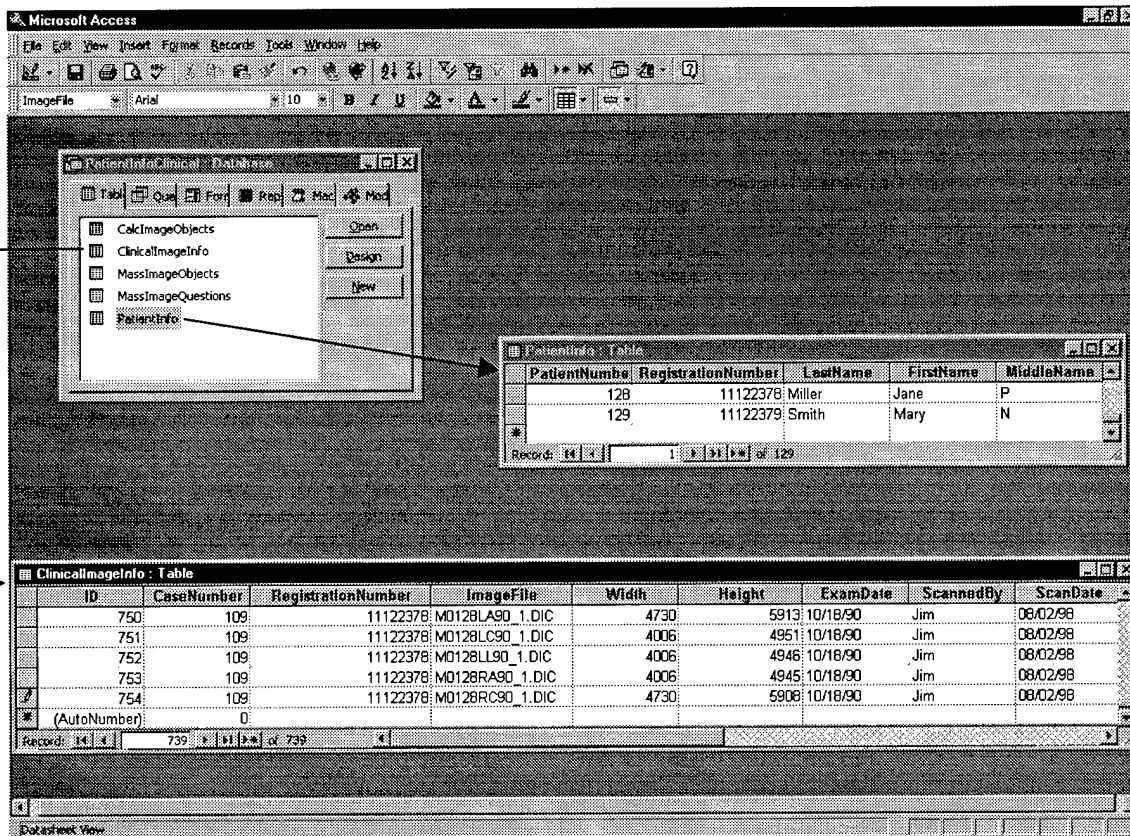 Microsoft Access
File Edit View Insert Format Records Tools Window Help
ImageFile Arial 10 B I U
PatientInfoClinical : Database
Tabl Que Forr Rep Mac Mod
CalcImageObjects Open
ClinicalImageInfo Design
MassImageObjects New
MassImageQuestions
PatientInfo
PatientInfo : Table
PatientNumbe RegistrationNumber LastName FirstName MiddleName
128 11122378 Miller Jane P
129 11122379 Smith Mary N
Record: 1 of 129
ClinicalImageInfo : Table
ID CaseNumber RegistrationNumber ImageFile Width Height ExamDate ScannedBy ScanDate
750 109 11122378 M0128LA90_1.DIC 4730 5913 10/18/90 Jim 08/02/98
751 109 11122378 M0128LC90_1.DIC 4006 4951 10/18/90 Jim 08/02/98
752 109 11122378 M0128LL90_1.DIC 4006 4946 10/18/90 Jim 08/02/98
753 109 11122378 M0128RA90_1.DIC 4006 4945 10/18/90 Jim 08/02/98
754 109 11122378 M0128RC90_1.DIC 4730 5908 10/18/90 Jim 08/02/98
(AutoNumber) 0
Record: 739 of 739
Datasheet View